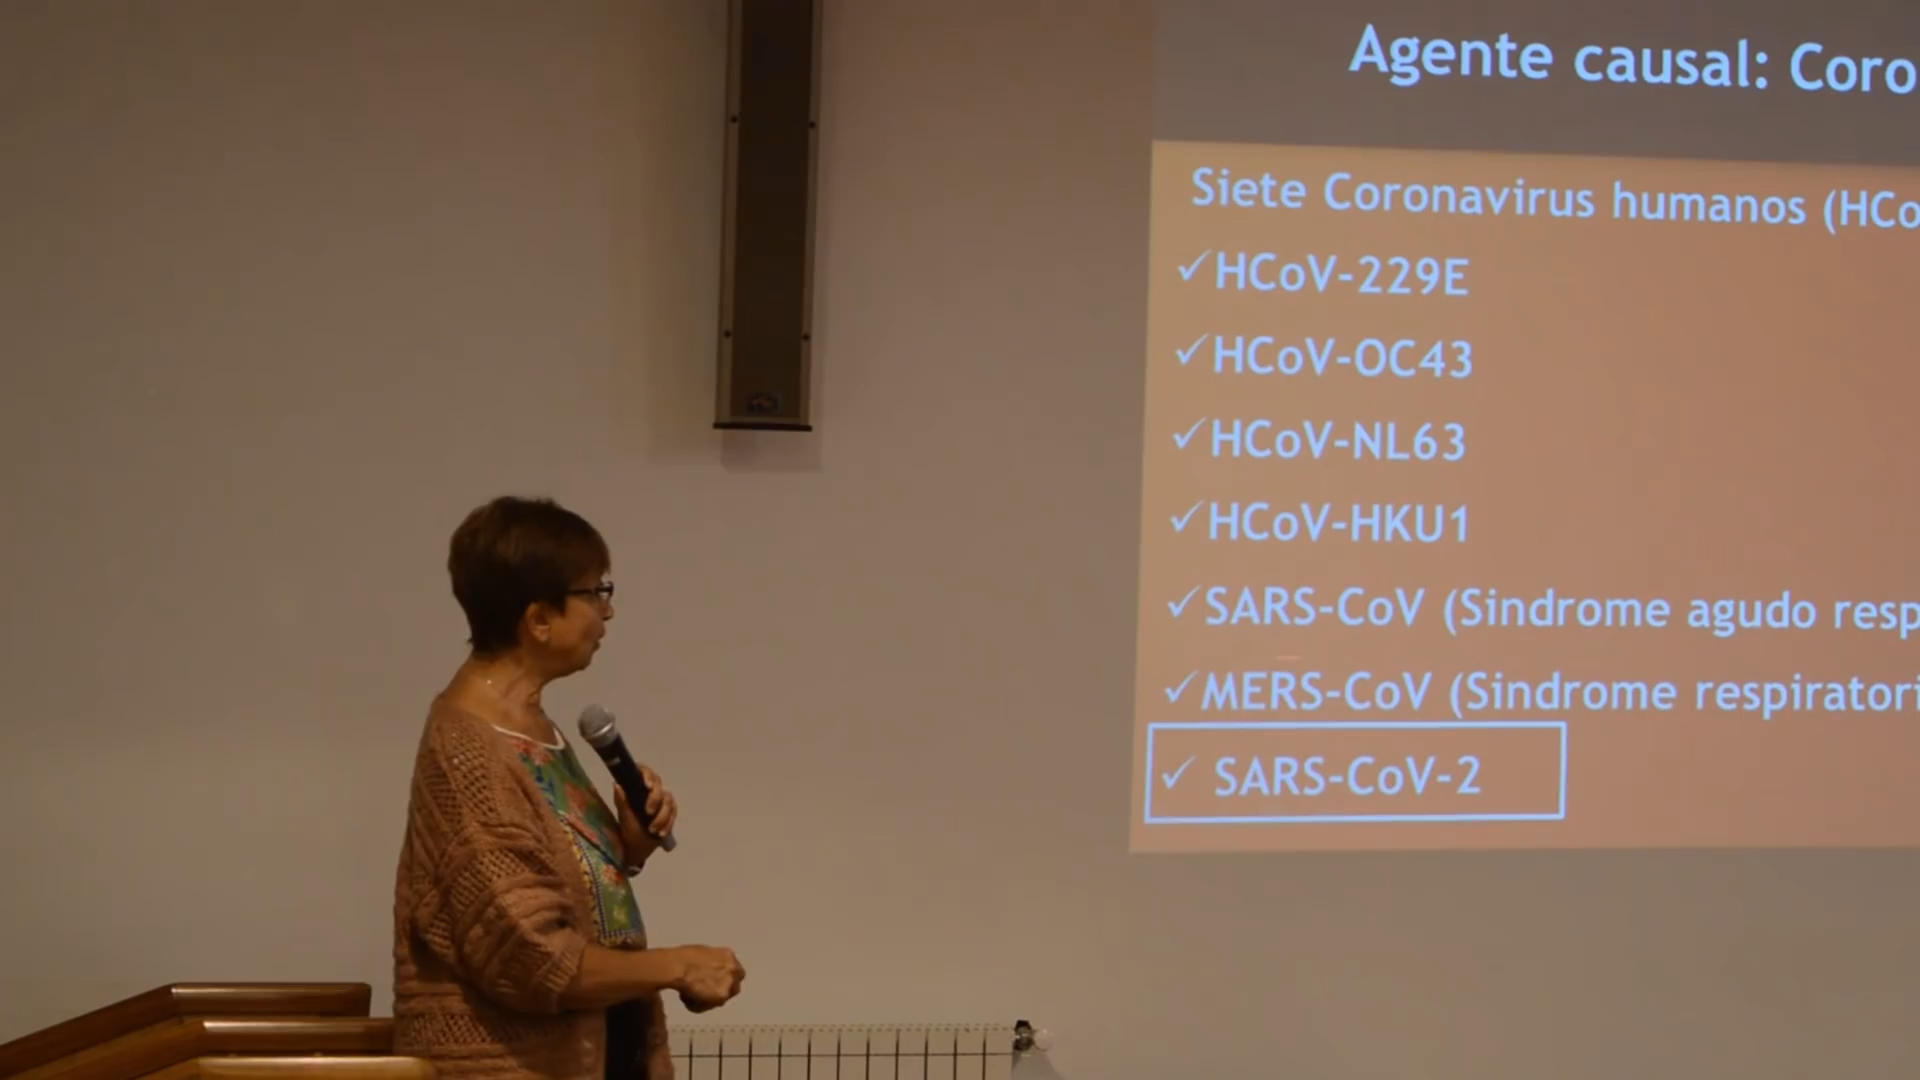 Agente causal: Coro
Siete Coronavirus humanos (HCo
✓HCoV-229E
✓HCoV-OC43
✓HCoV-NL63
✓HCoV-HKU1
✓SARS-CoV (Sindrome agudo resp
✓MERS-CoV (Sindrome respiratori
✓ SARS-CoV-2